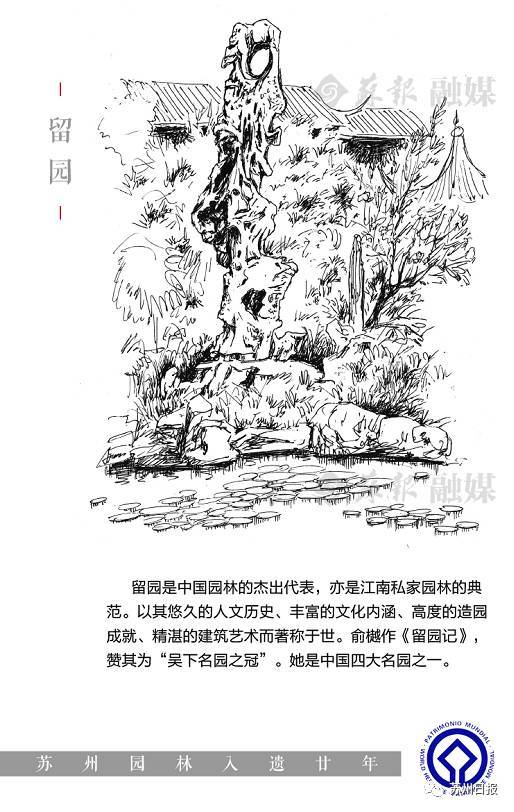 苏报 融媒
留园
苏报 融媒
留园是中国园林的杰出代表，亦是江南私家园林的典
范。以其悠久的人文历史、丰富的文化内涵、高度的造园
成就、精湛的建筑艺术而著称于世。俞樾作《留园记》，
赞其为“吴下名园之冠”。她是中国四大名园之一。
苏州园林入遗廿年
PATRIMONIO MUNDIAL
苏州日报